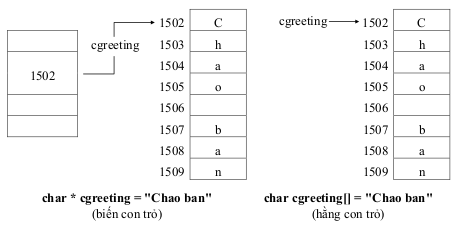 1502 C cgreeting 1502 C
cgreeting 1503 h 1503 h
1502 1504 a 1504 a
1505 o 1505 o
1506 1506
1507 b 1507 b
1508 a 1508 a
1509 n 1509 n
char * cgreeting = "Chao ban" char cgreeting[] = "Chao ban"
(biến con trỏ) (hằng con trỏ)